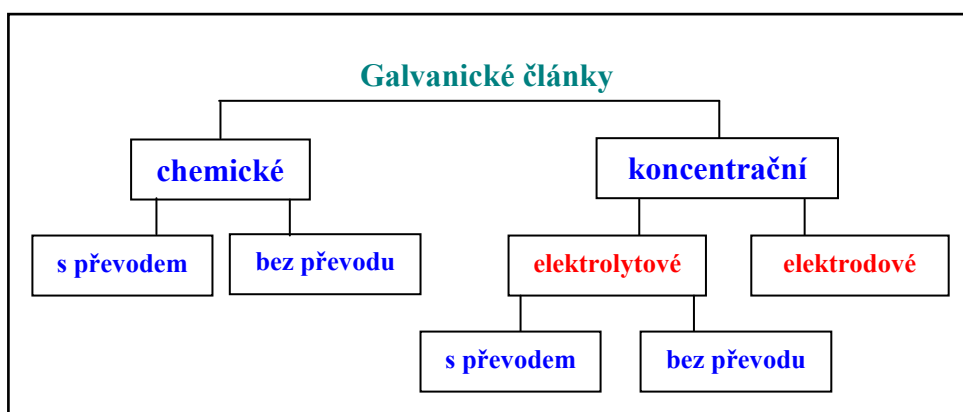 Galvanické články
chemické
koncentrační
s převodem
bez převodu
elektrolytové
elektrodové
s převodem
bez převodu